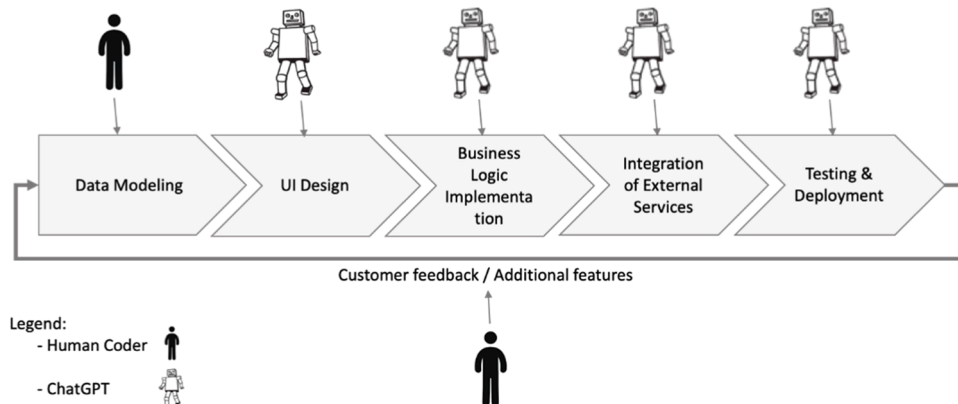 Data Modeling
UI Design
Business
Logic
Implementa
tion
Integration
of External
Services
Testing &
Deployment
Customer feedback / Additional features
Legend:
- Human Coder
- ChatGPT